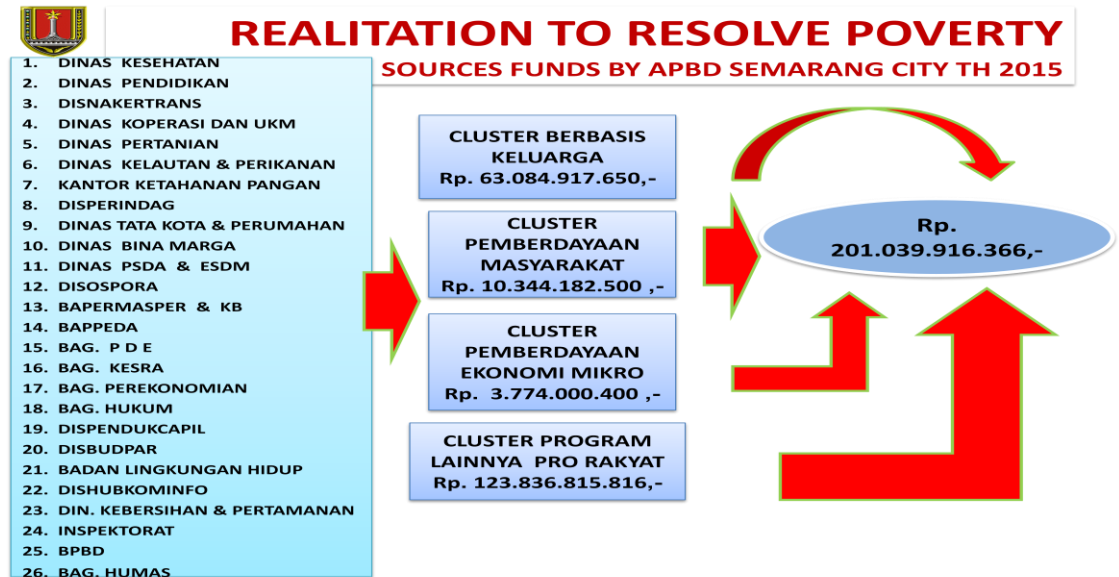 REALITATION TO RESOLVE POVERTY
SOURCES FUNDS BY APBD SEMARANG CITY TH 2015
1. DINAS KESEHATAN
2. DINAS PENDIDIKAN
3. DISNAKERTRANS
4. DINAS KOPERASI DAN UKM
5. DINAS PERTANIAN
6. DINAS KELAUTAN & PERIKANAN
7. KANTOR KETAHANAN PANGAN
8. DISPERINDAG
9. DINAS TATA KOTA & PERUMAHAN
10. DINAS BINA MARGA
11. DINAS PSDA & ESDM
12. DISOSPORA
13. BAPERMASPER & KB
14. BAPPEDA
15. BAG. P D E
16. BAG. KESRA
17. BAG. PEREKONOMIAN
18. BAG. HUKUM
19. DISPENDUKCAPIL
20. DISBUDPAR
21. BADAN LINGKUNGAN HIDUP
22. DISHUBKOMINFO
23. DIN. KEBERSIHAN & PERTAMANAN
24. INSPEKTORAT
25. BPBD
26. BAG. HUMAS
CLUSTER BERBASIS
KELUARGA
Rp. 63.084.917.650,-
CLUSTER
PEMBERDAYAAN
MASYARAKAT
Rp. 10.344.182.500 ,-
CLUSTER
PEMBERDAYAAN
EKONOMI MIKRO
Rp. 3.774.000.400 ,-
CLUSTER PROGRAM
LAINNYA PRO RAKYAT
Rp. 123.836.815.816,-
Rp.
201.039.916.366,-